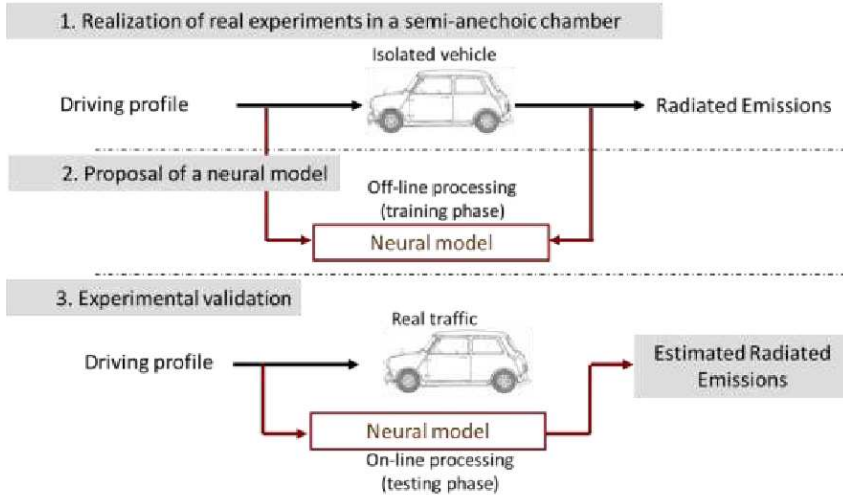 1. Realization of real experiments in a semi-anechoic chamber
Isolated vehicle
Driving profile
Radiated Emissions
2. Proposal of a neural model
Off-line processing
(training phase)
Neural model
3. Experimental validation
Real traffic
Driving profile
Estimated Radiated
Emissions
Neural model
On-line processing
(testing phase)